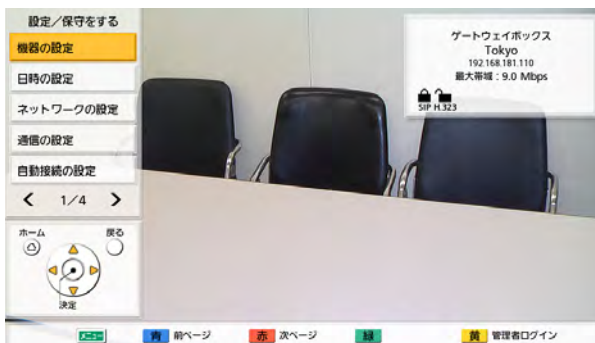 設定/保守をする
機器の設定
日時の設定
ネットワークの設定
通信の設定
自動接続の設定
< 1/4 >
ホーム 戻る
決定
ゲートウェイボックス
Tokyo
192.168.181.110
最大帯域:9.0 Mbps
SIP H.323
メニュー 青 前ページ 赤 次ページ 緑 黄 管理者ログイン